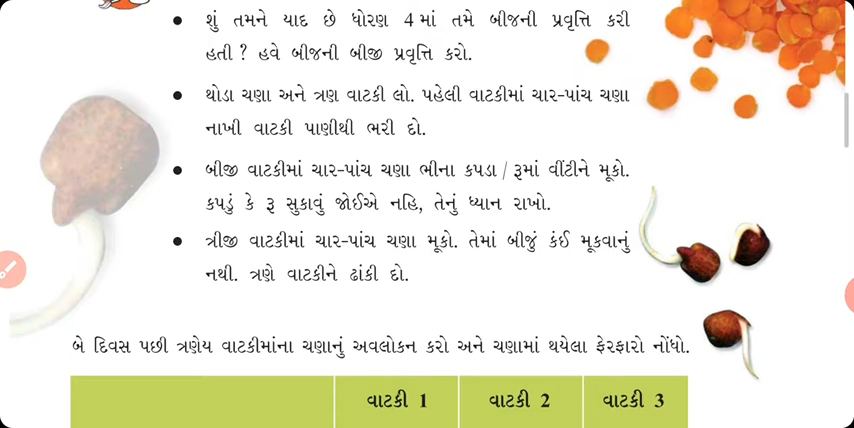 • શું તમને યાદ છે ધોરણ 4 માં તમે બીજની પ્રવૃત્તિ કરી
હતી ? હવે બીજની બીજી પ્રવૃત્તિ કરો.
• થોડા ચણા અને ત્રણ વાટકી લો. પહેલી વાટકીમાં ચાર-પાંચ ચણા
નાખી વાટકી પાણીથી ભરી દો.
• બીજી વાટકીમાં ચાર-પાંચ ચણા ભીના કપડા / રૂમાં વીંટીને મૂકો.
કપડું કે રૂ સુકાવું જોઈએ નહિ, તેનું ધ્યાન રાખો.
• ત્રીજી વાટકીમાં ચાર-પાંચ ચણા મૂકો. તેમાં બીજું કંઈ મૂકવાનું
નથી. ત્રણે વાટકીને ઢાંકી દો.
બે દિવસ પછી ત્રણેય વાટકીમાંના ચણાનું અવલોકન કરો અને ચણામાં થયેલા ફેરફારો નોંધો.
વાટકી 1 વાટકી 2 વાટકી 3